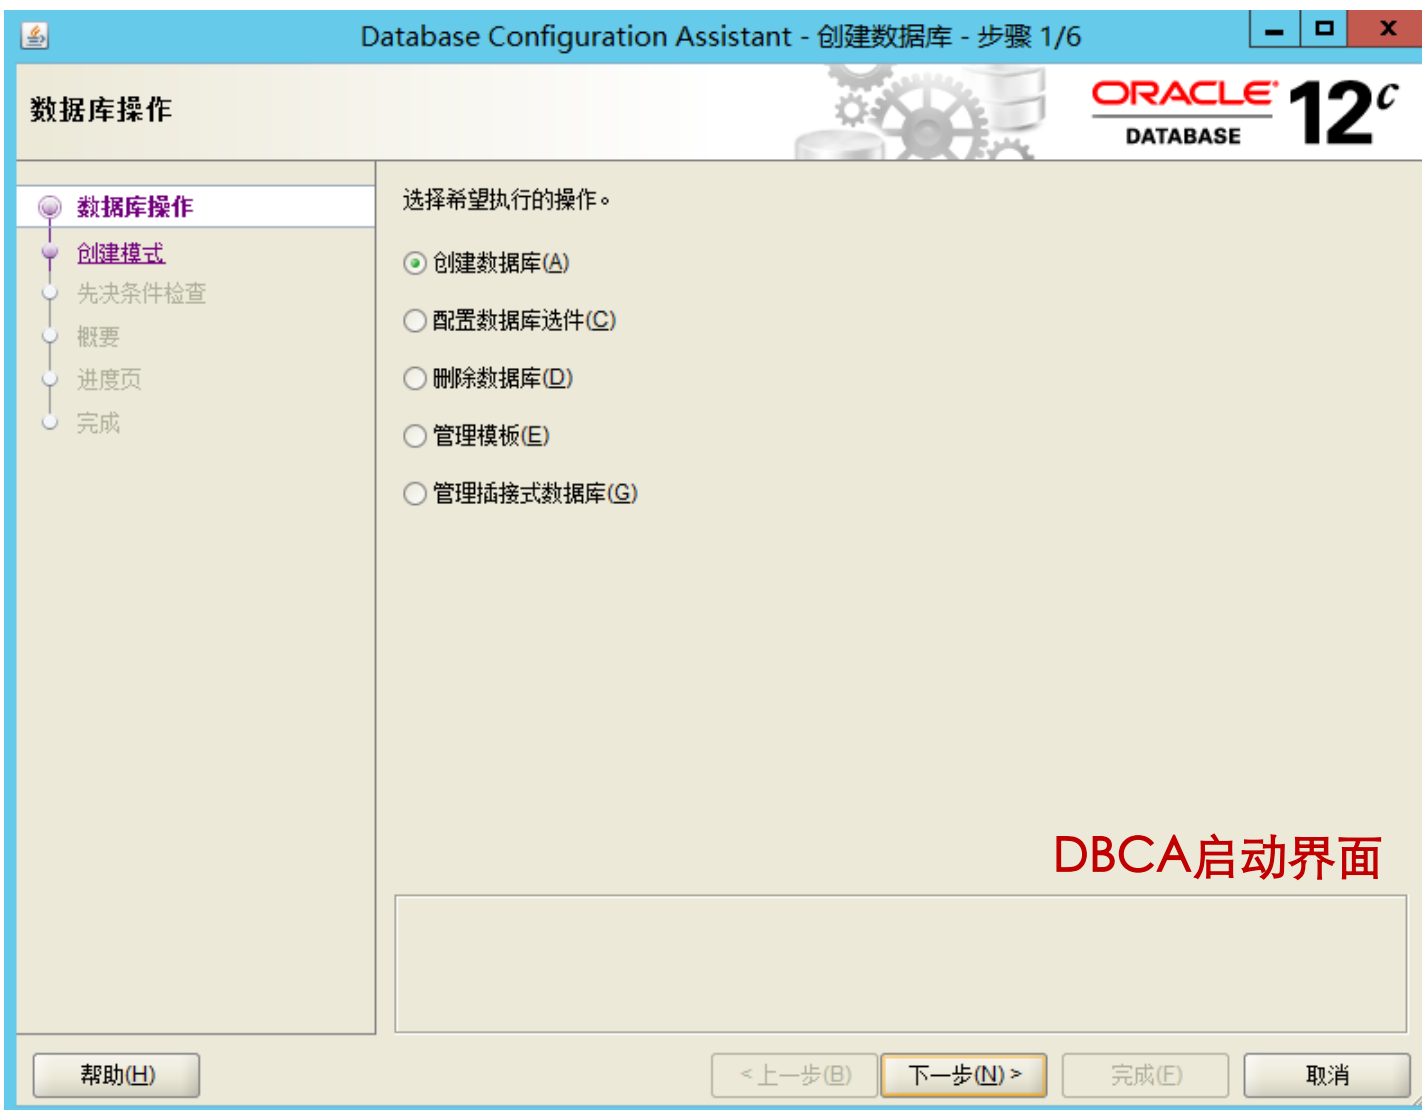 Database Configuration Assistant - 创建数据库 - 步骤 1/6
数据库操作
ORACLE DATABASE 12c
数据库操作
创建模式
先决条件检查
概要
进度页
完成
选择希望执行的操作。
创建数据库(A)
配置数据库选件(C)
删除数据库(D)
管理模板(E)
管理插接式数据库(G)
DBCA启动界面
帮助(H)
<上一步(B)
下一步(N) >
完成(F)
取消